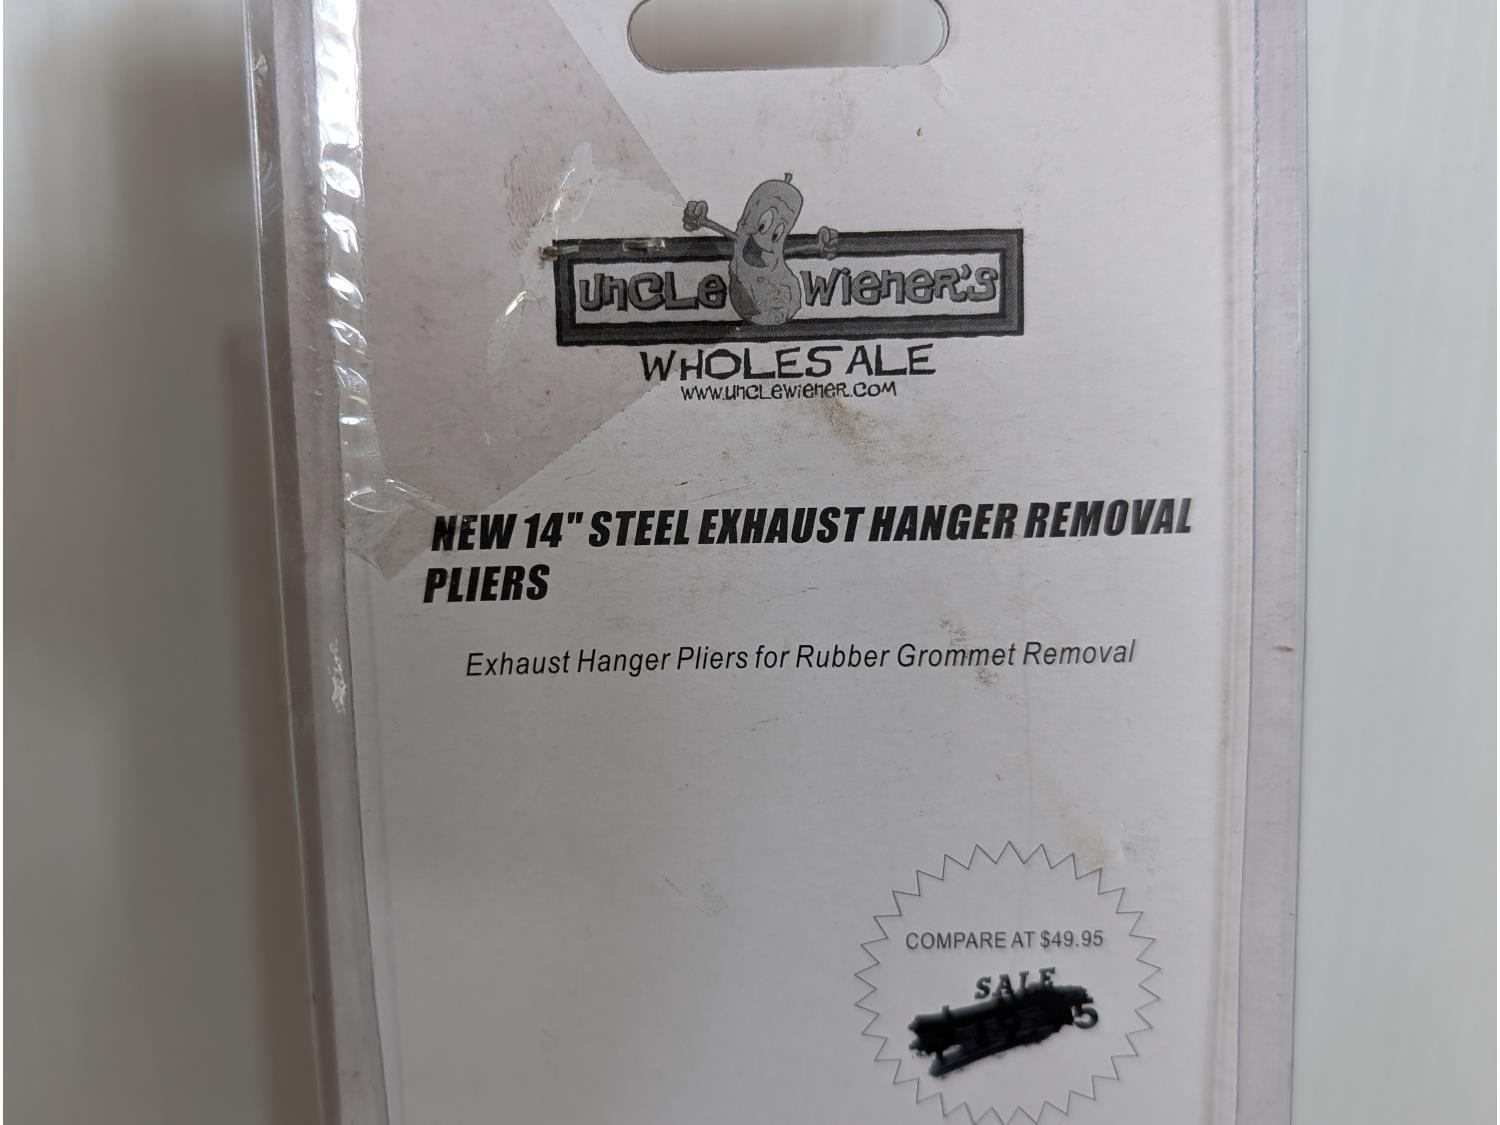 UNCLE WIENER'S
WHOLESALE
WWW.UNCLEWIENER.COM
NEW 14" STEEL EXHAUST HANGER REMOVAL
PLIERS
Exhaust Hanger Pliers for Rubber Grommet Removal
COMPARE AT $49.95
SALE